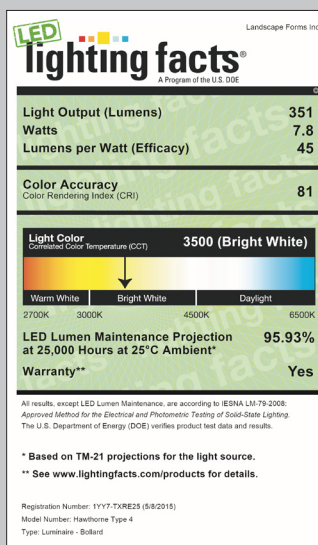 Landscape Forms Inc
LED
lighting facts®
A Program of the U.S. DOE
Light Output (Lumens) 351
Watts 7.8
Lumens per Watt (Efficacy) 45
Color Accuracy
Color Rendering Index (CRI) 81
Light Color
Correlated Color Temperature (CCT) 3500 (Bright White)
Warm White Bright White Daylight
2700K 3000K 4500K 6500K
LED Lumen Maintenance Projection
at 25,000 Hours at 25°C Ambient* 95.93%
Warranty** Yes
All results, except LED Lumen Maintenance, are according to IESNA LM-79-2008:
Approved Method for the Electrical and Photometric Testing of Solid-State Lighting.
The U.S. Department of Energy (DOE) verifies product test data and results.
* Based on TM-21 projections for the light source.
** See www.lightingfacts.com/products for details.
Registration Number: 1YY7-TXRE25 (5/8/2015)
Model Number: Hawthorne Type 4
Type: Luminaire - Bollard